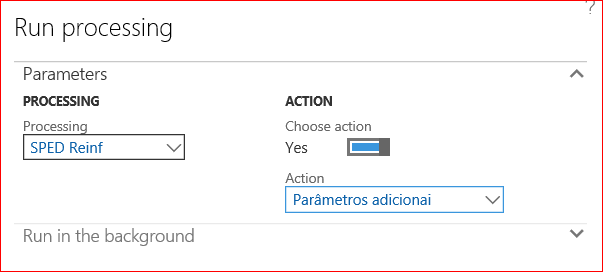 ?
Run processing
Parameters
PROCESSING
Processing
SPED Reinf
ACTION
Choose action
Yes
Action
Parâmetros adicionai
Run in the background